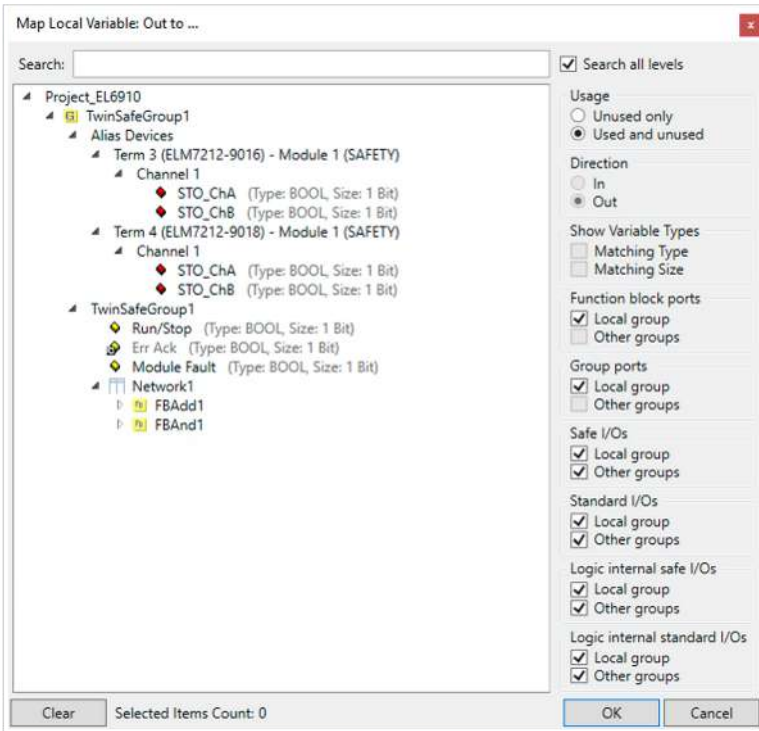 Map Local Variable: Out to ...
Search:
Search all levels
Project_EL6910
TwinSafeGroup1
Alias Devices
Term 3 (ELM7212-9016) - Module 1 (SAFETY)
Channel 1
STO_ChA (Type: BOOL, Size: 1 Bit)
STO_ChB (Type: BOOL, Size: 1 Bit)
Term 4 (ELM7212-9018) - Module 1 (SAFETY)
Channel 1
STO_ChA (Type: BOOL, Size: 1 Bit)
STO_ChB (Type: BOOL, Size: 1 Bit)
TwinSafeGroup1
Run/Stop (Type: BOOL, Size: 1 Bit)
Err Ack (Type: BOOL, Size: 1 Bit)
Module Fault (Type: BOOL, Size: 1 Bit)
Network1
FBAdd1
FBAnd1
Usage
Unused only
Used and unused
Direction
In
Out
Show Variable Types
Matching Type
Matching Size
Function block ports
Local group
Other groups
Group ports
Local group
Other groups
Safe I/Os
Local group
Other groups
Standard I/Os
Local group
Other groups
Logic internal safe I/Os
Local group
Other groups
Logic internal standard I/Os
Local group
Other groups
Clear
Selected Items Count: 0
OK
Cancel